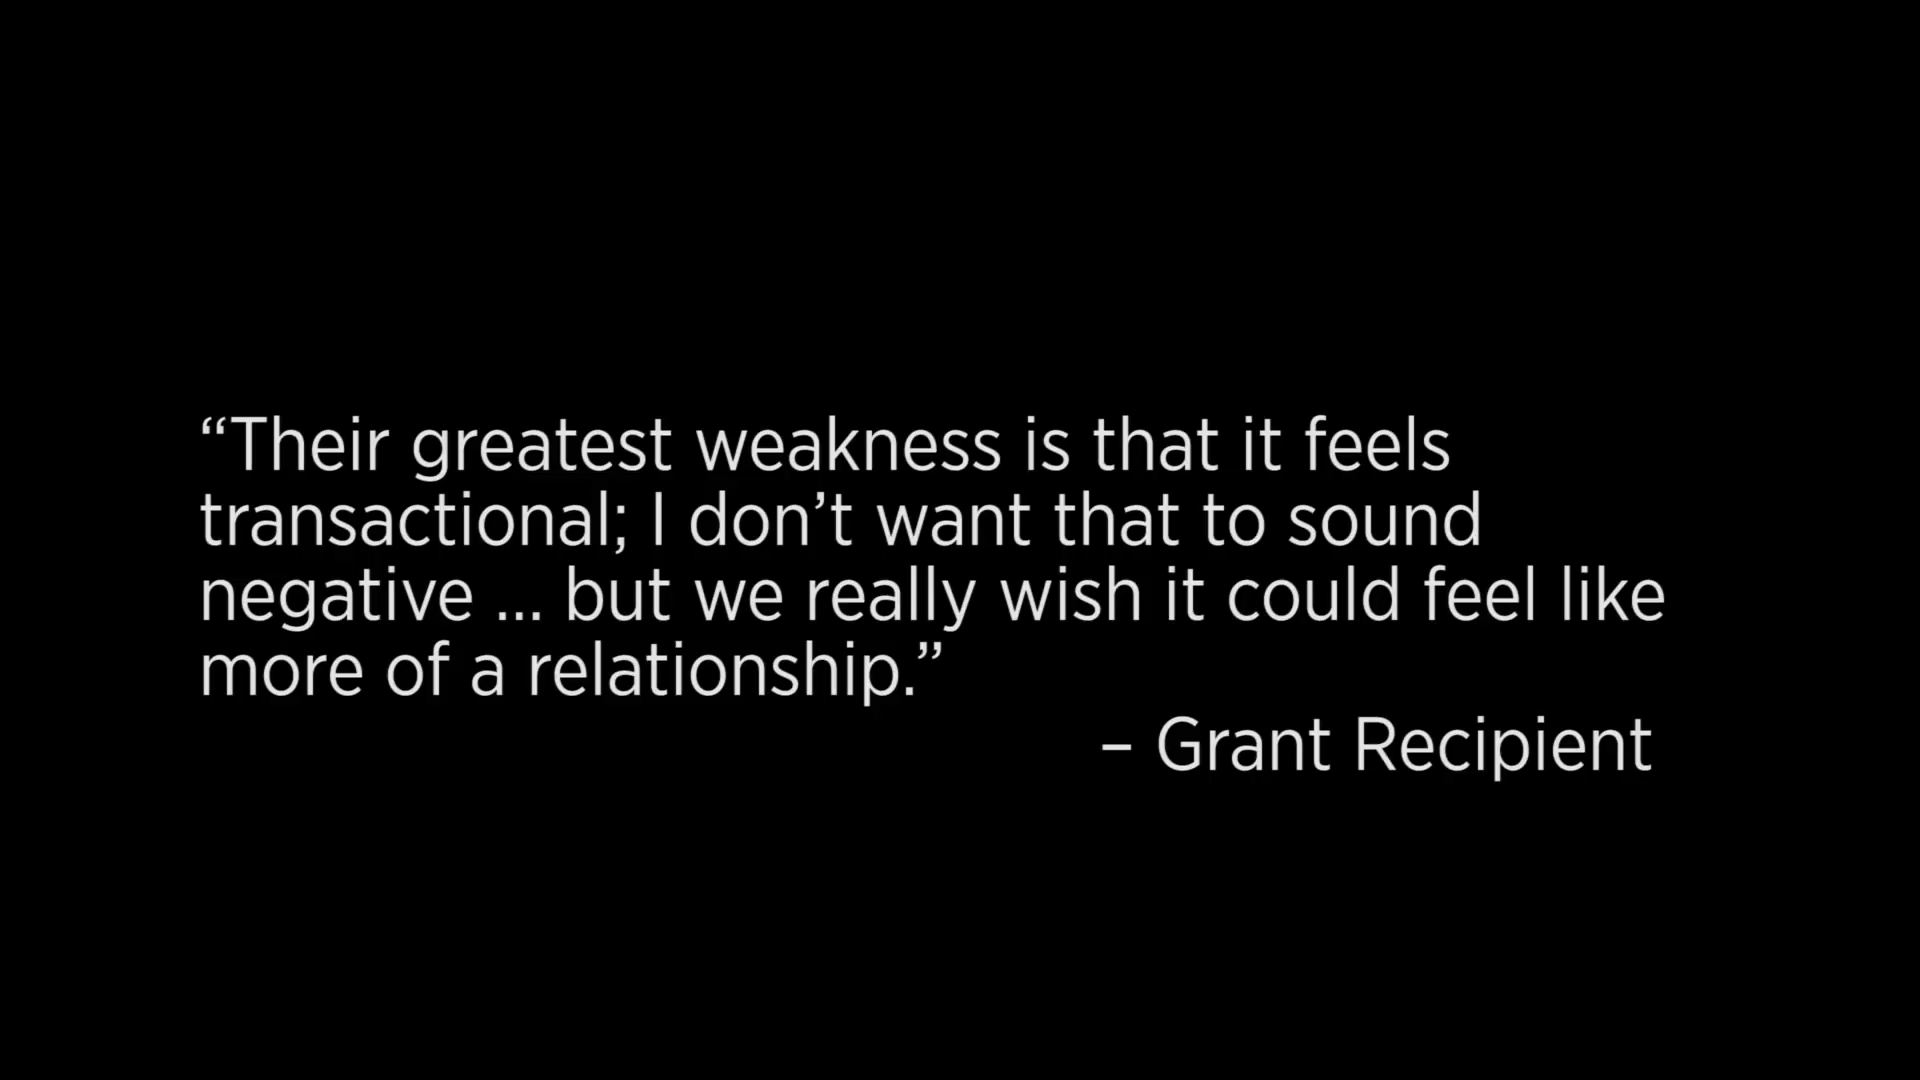 “Their greatest weakness is that it feels
transactional; I don’t want that to sound
negative ... but we really wish it could feel like
more of a relationship.”
– Grant Recipient